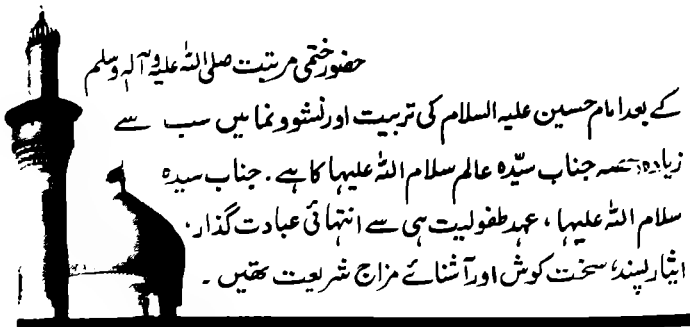 حضور ختمی مرتبت صلی اللہ علیہ وآلہٖ وسلم
کے بعد امام حسین علیہ السلام کی تربیت اور نشوونما میں سب سے
زیادہ حصہ جناب سیّدہ عالم سلام اللہ علیہا کا ہے۔ جناب سیدہ
سلام اللہ علیہا، عہد طفولیت ہی سے انتہائی عبادت گذار،
ایثار پسند، سخت کوش اور آشنائے مزاج شریعت تھیں۔